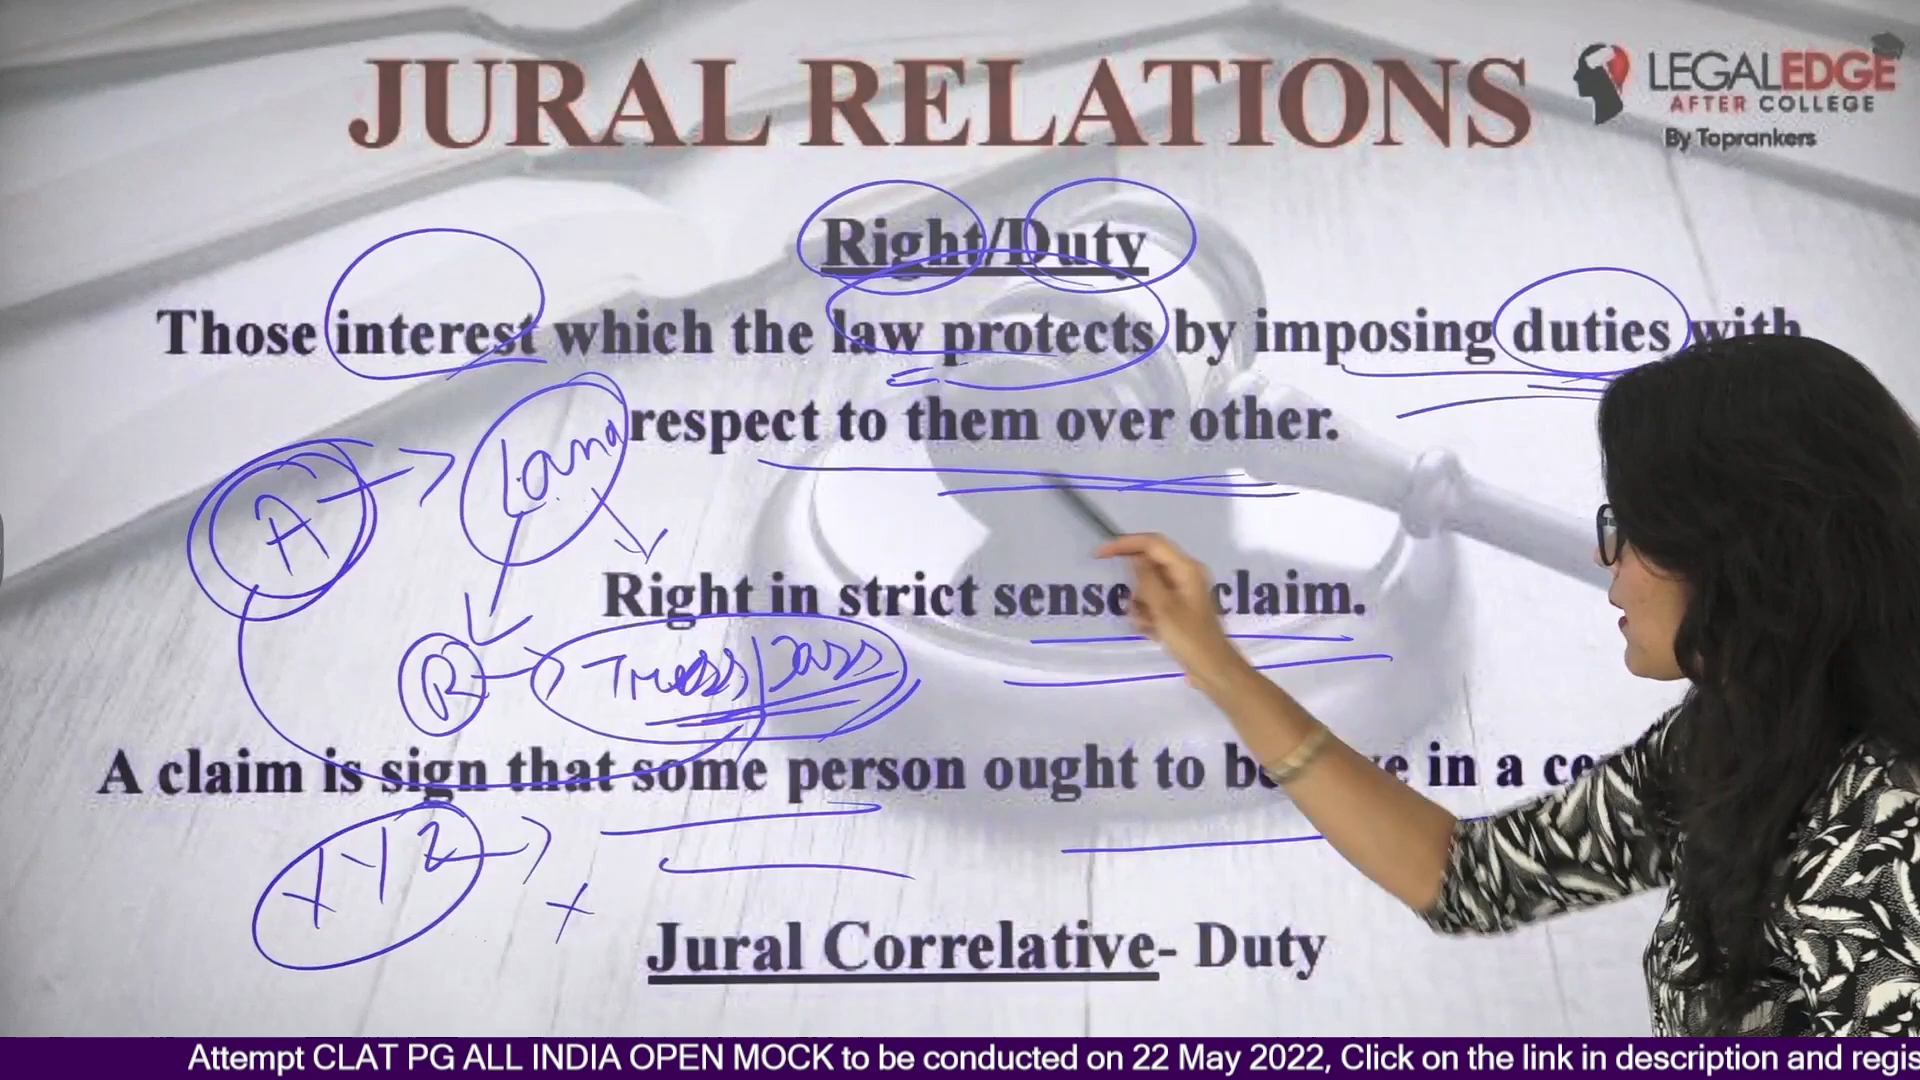 JURAL RELATIONS
LEGALEDGE
AFTER COLLEGE
By Toprankers
Right/Duty
Those interest which the law protects by imposing duties with
respect to them over other.
A
Land
Right in strict sense claim.
B
A claim is sign that some person ought to in a
XYZ
Jural Correlative- Duty
Attempt CLAT PG ALL INDIA OPEN MOCK to be conducted on 22 May 2022, Click on the link in description and regis